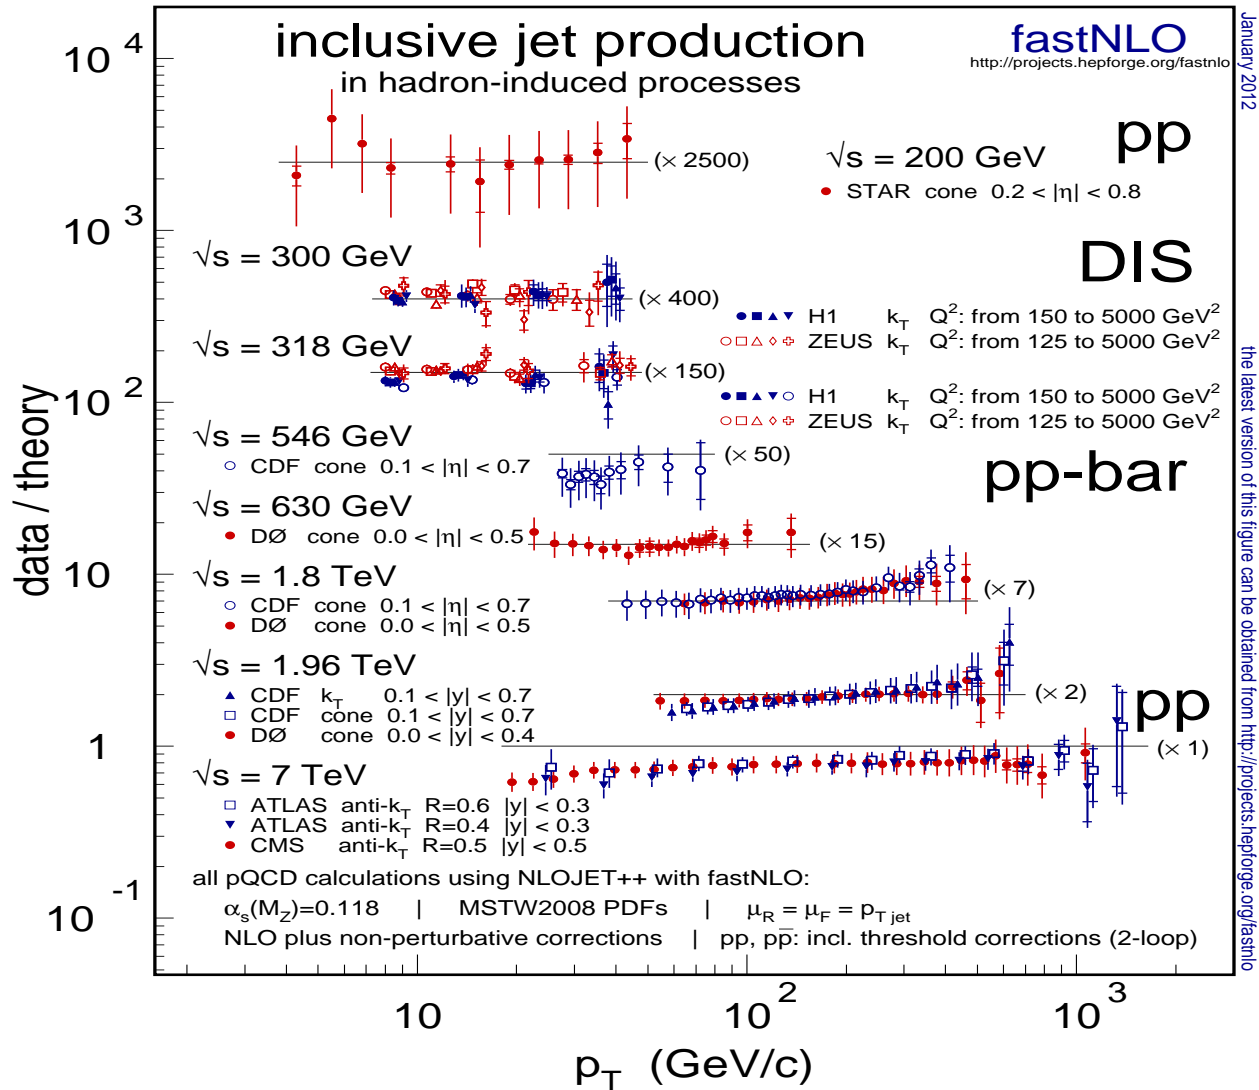 inclusive jet production
in hadron-induced processes
fastNLO
http://projects.hepforge.org/fastnlo
January 2012
the latest version of this figure can be obtained from http://projects.hepforge.org/fastnlo
data / theory
10^4
10^3
10^2
10
1
10^-1
pp
√s = 200 GeV
STAR cone 0.2 < |η| < 0.8
(× 2500)
DIS
√s = 300 GeV
(× 400)
H1 k_T Q²: from 150 to 5000 GeV²
ZEUS k_T Q²: from 125 to 5000 GeV²
√s = 318 GeV
(× 150)
H1 k_T Q²: from 150 to 5000 GeV²
ZEUS k_T Q²: from 125 to 5000 GeV²
pp-bar
√s = 546 GeV
CDF cone 0.1 < |η| < 0.7
(× 50)
√s = 630 GeV
DØ cone 0.0 < |η| < 0.5
(× 15)
√s = 1.8 TeV
CDF cone 0.1 < |η| < 0.7
DØ cone 0.0 < |η| < 0.5
(× 7)
√s = 1.96 TeV
CDF k_T 0.1 < |y| < 0.7
CDF cone 0.1 < |y| < 0.7
DØ cone 0.0 < |y| < 0.4
(× 2)
pp
(× 1)
√s = 7 TeV
ATLAS anti-k_T R=0.6 |y| < 0.3
ATLAS anti-k_T R=0.4 |y| < 0.3
CMS anti-k_T R=0.5 |y| < 0.5
all pQCD calculations using NLOJET++ with fastNLO:
α_s(M_Z)=0.118 | MSTW2008 PDFs | μ_R = μ_F = p_T jet
NLO plus non-perturbative corrections | pp, pp̅: incl. threshold corrections (2-loop)
10
10^2
10^3
p_T (GeV/c)